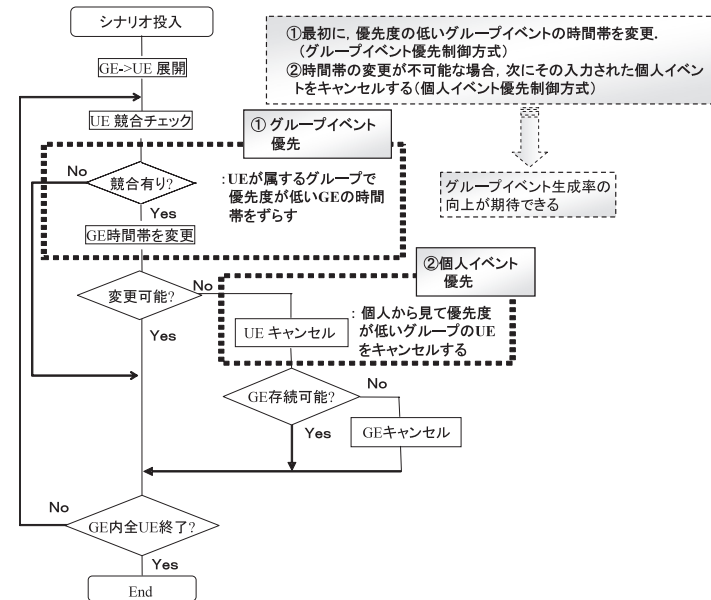 シナリオ投入
GE->UE 展開
UE 競合チェック
①最初に，優先度の低いグループイベントの時間帯を変更．
（グループイベント優先制御方式）
②時間帯の変更が不可能な場合，次にその入力された個人イベン
トをキャンセルする（個人イベント優先制御方式）
グループイベント生成率の
向上が期待できる
① グループイベント
優先
No
競合有り?
：UEが属するグループで
優先度が低いGEの時間
帯をずらす
Yes
GE時間帯を変更
②個人イベント
優先
変更可能?
No
Yes
UE キャンセル
： 個人から見て優先度
が低いグループのUE
をキャンセルする
GE存続可能?
No
Yes
GEキャンセル
No
GE内全UE終了?
Yes
End